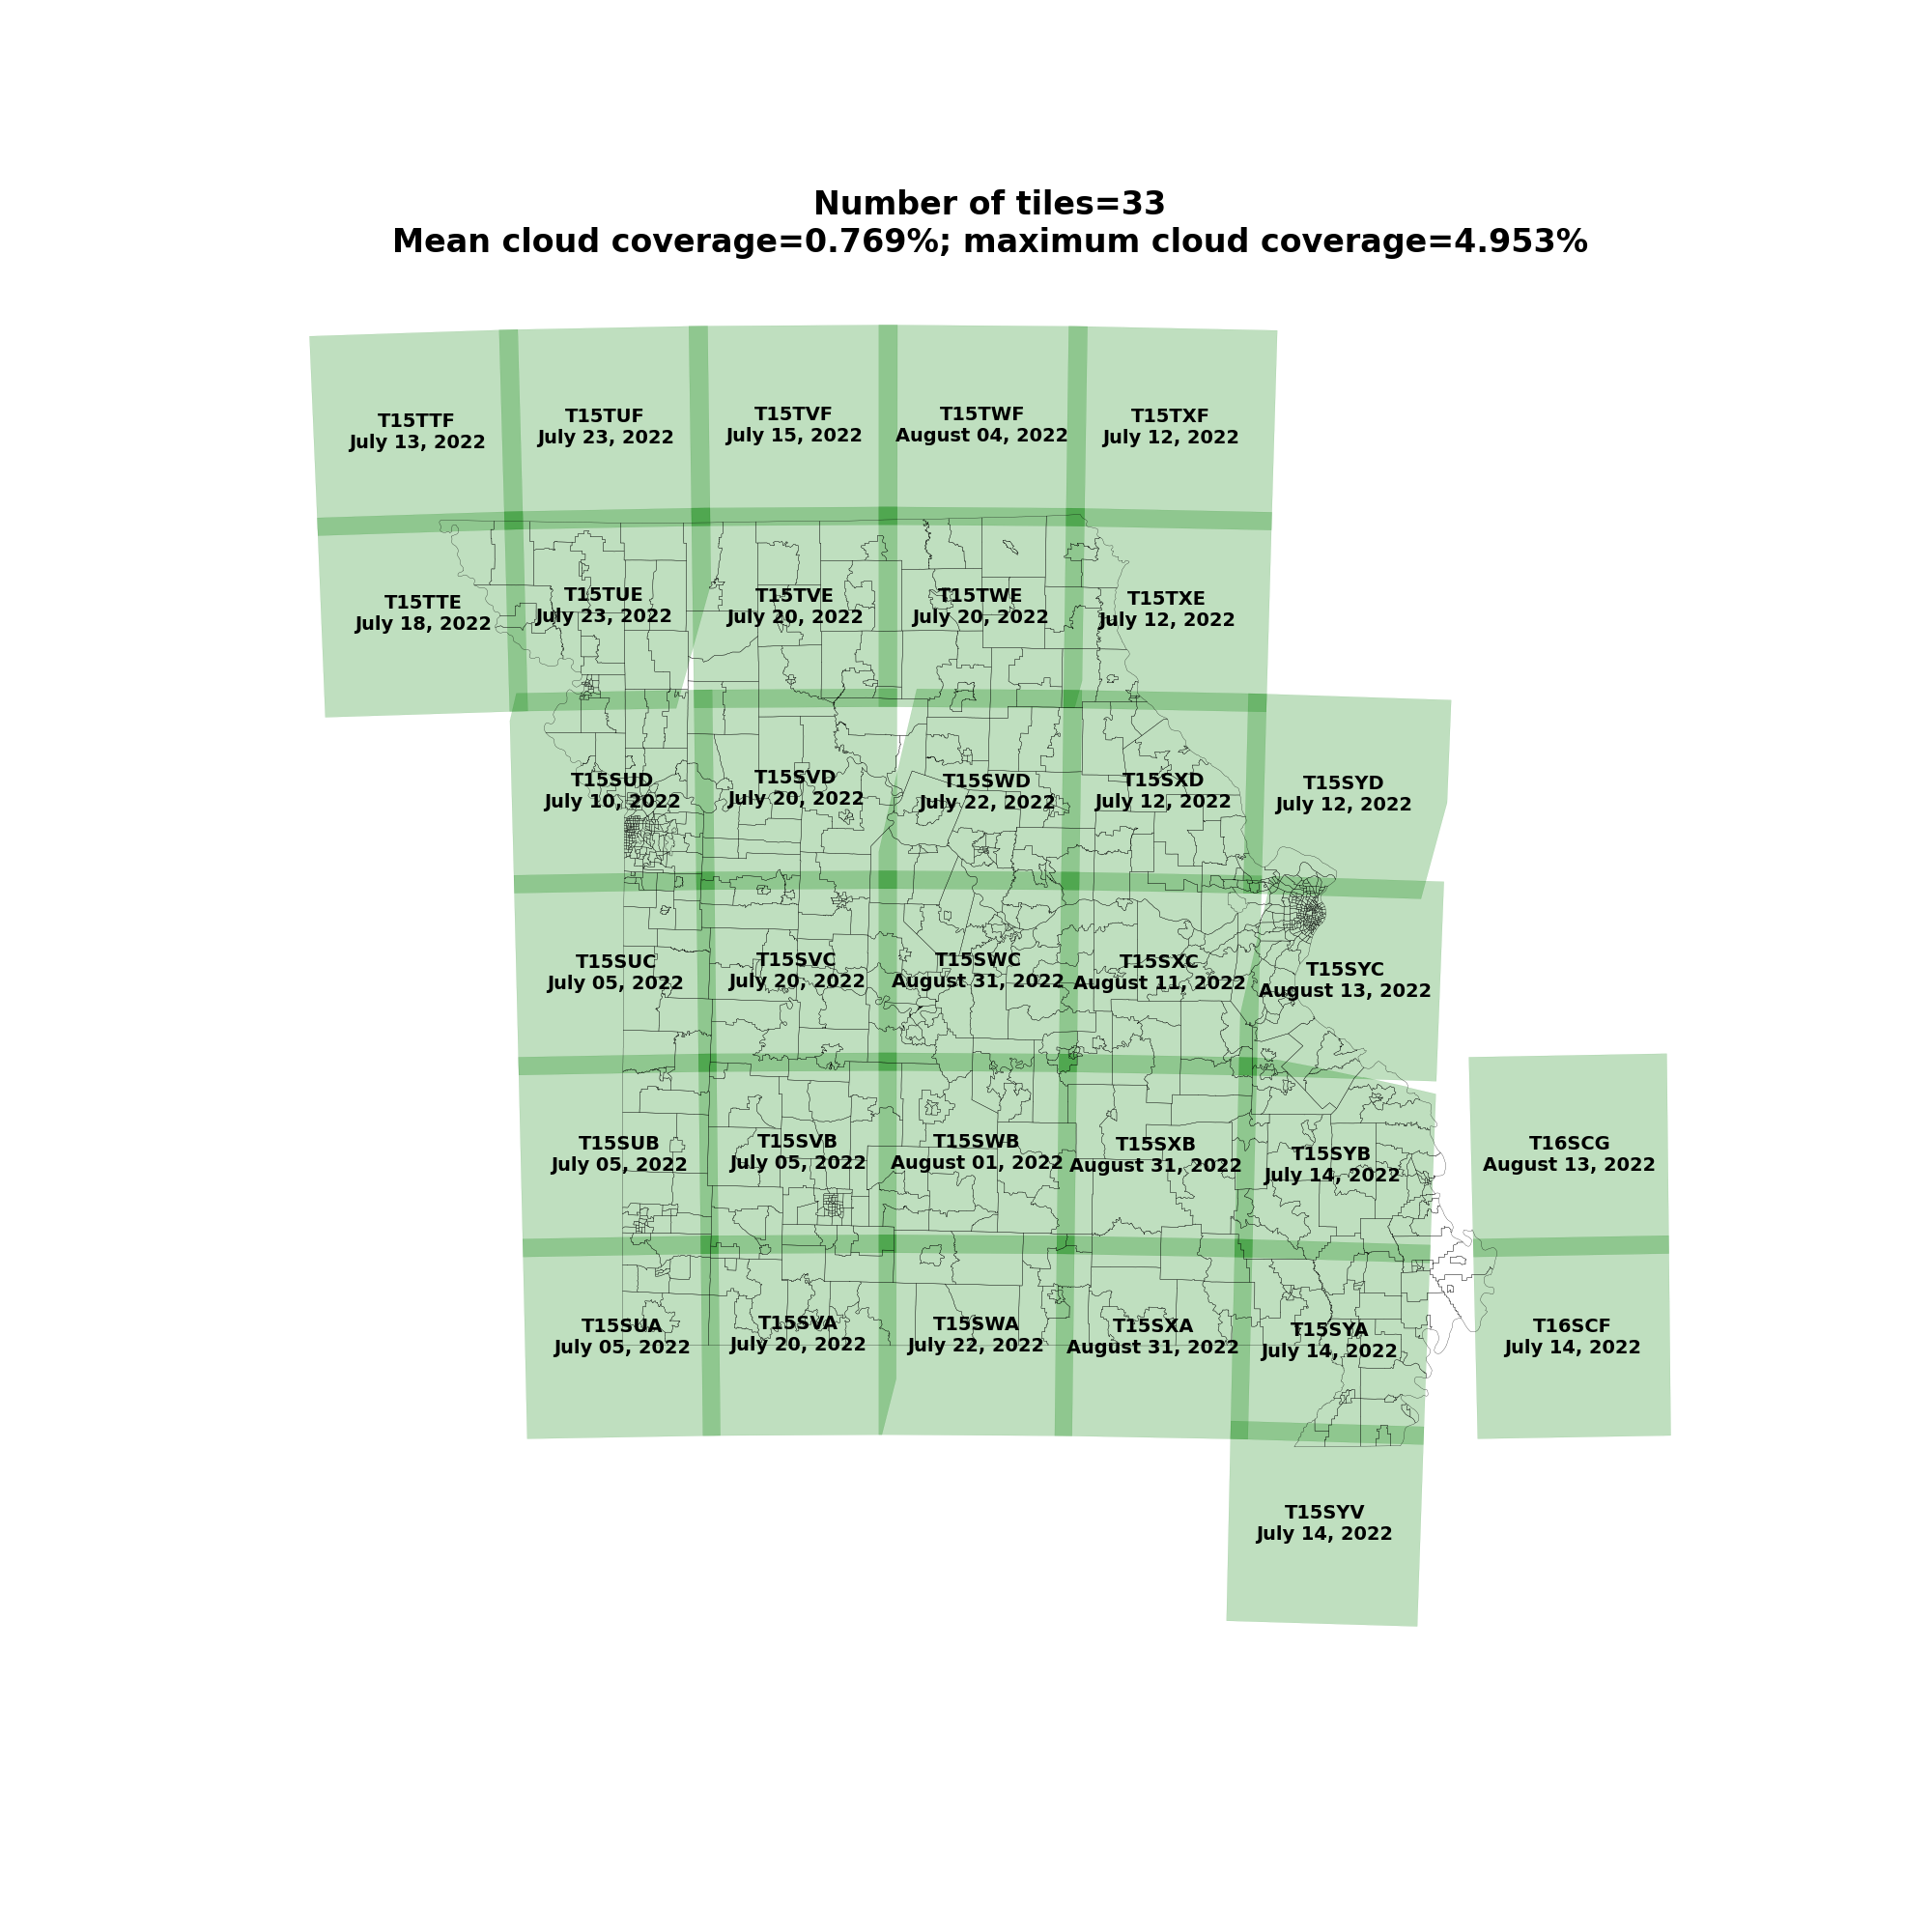 Number of tiles=33
Mean cloud coverage=0.769%; maximum cloud coverage=4.953%
T15TTF
July 13, 2022
T15TUF
July 23, 2022
T15TVF
July 15, 2022
T15TWF
August 04, 2022
T15TXF
July 12, 2022
T15TTE
July 18, 2022
T15TUE
July 23, 2022
T15TVE
July 20, 2022
T15TWE
July 20, 2022
T15TXE
July 12, 2022
T15SUD
July 10, 2022
T15SVD
July 20, 2022
T15SWD
July 22, 2022
T15SXD
July 12, 2022
T15SYD
July 12, 2022
T15SUC
July 05, 2022
T15SVC
July 20, 2022
T15SWC
August 31, 2022
T15SXC
August 11, 2022
T15SYC
August 13, 2022
T15SUB
July 05, 2022
T15SVB
July 05, 2022
T15SWB
August 01, 2022
T15SXB
August 31, 2022
T15SYB
July 14, 2022
T16SCG
August 13, 2022
T15SUA
July 05, 2022
T15SVA
July 20, 2022
T15SWA
July 22, 2022
T15SXA
August 31, 2022
T15SYA
July 14, 2022
T16SCF
July 14, 2022
T15SYV
July 14, 2022